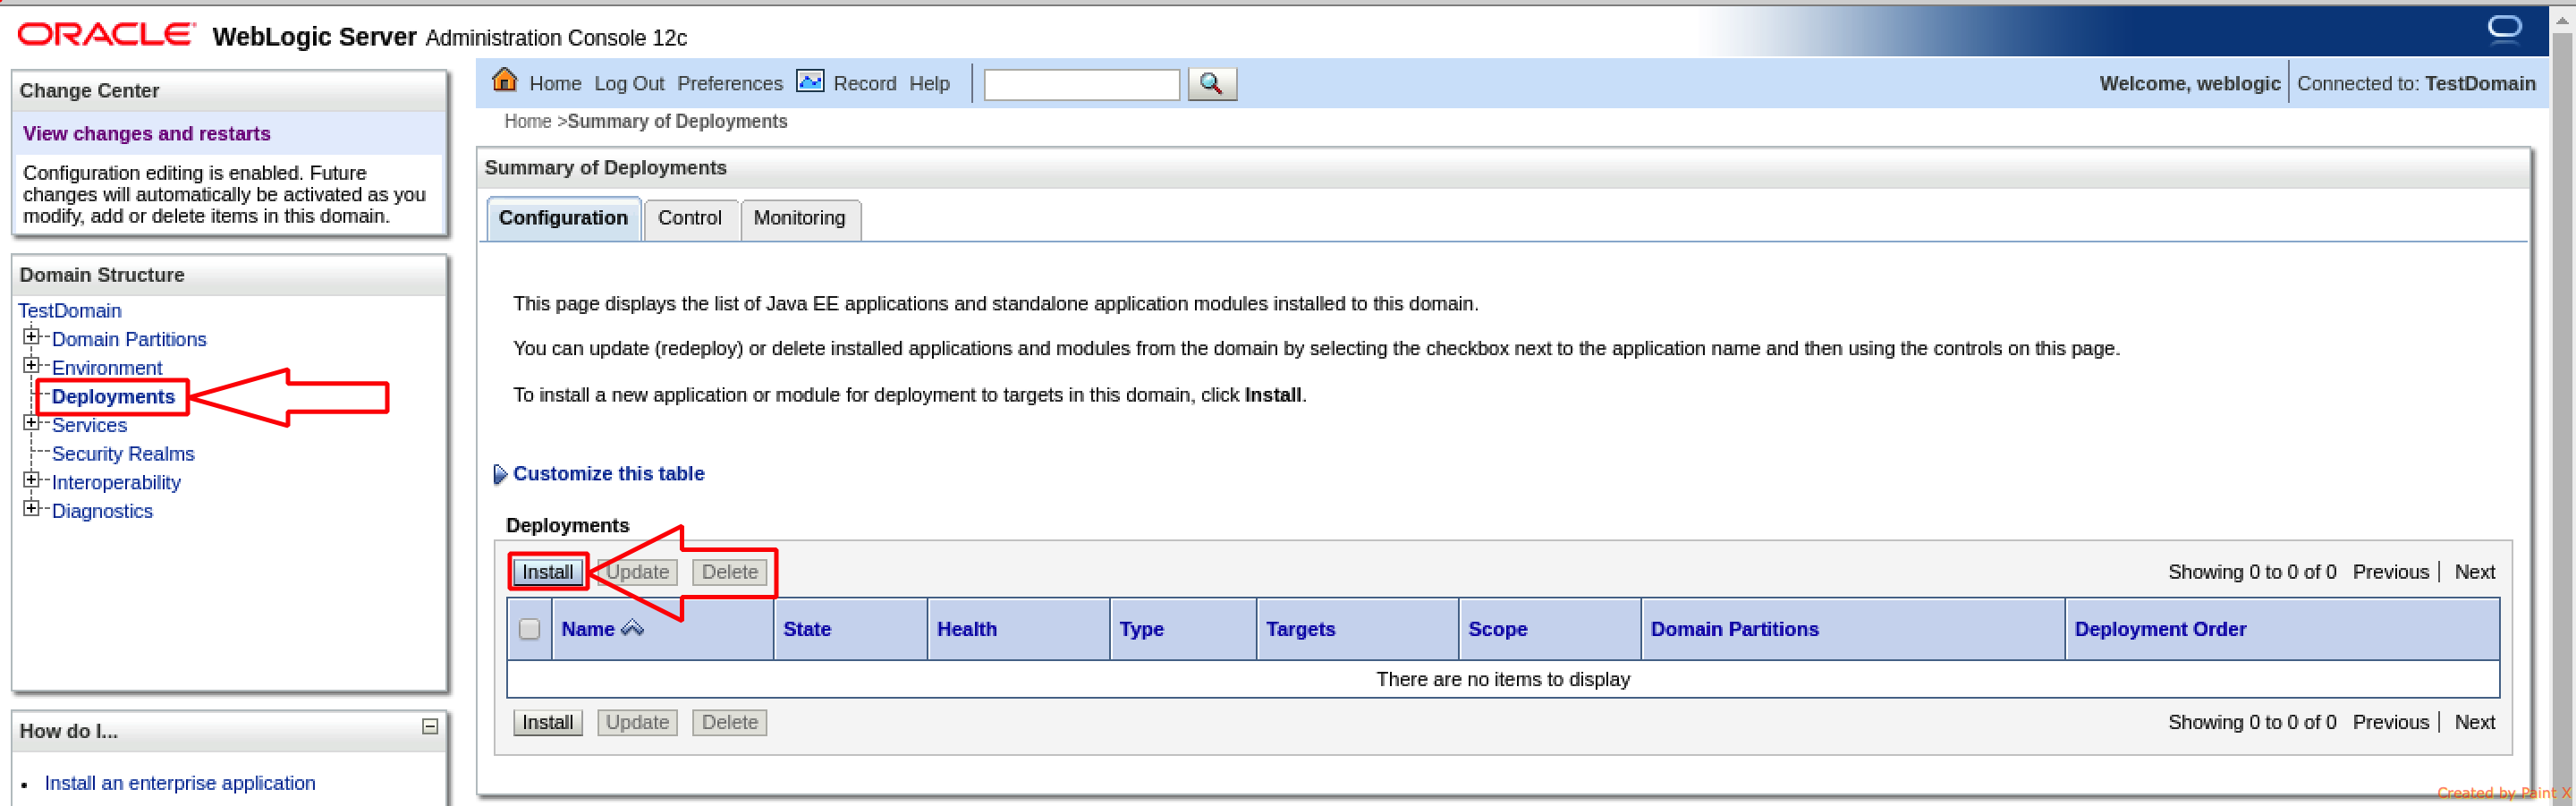 ORACLE WebLogic Server Administration Console 12c
Change Center
View changes and restarts
Configuration editing is enabled. Future
changes will automatically be activated as you
modify, add or delete items in this domain.
Domain Structure
TestDomain
Domain Partitions
Environment
Deployments
Services
Security Realms
Interoperability
Diagnostics
How do I...
Install an enterprise application
Home Log Out Preferences Record Help
Welcome, weblogic Connected to: TestDomain
Home >Summary of Deployments
Summary of Deployments
Configuration Control Monitoring
This page displays the list of Java EE applications and standalone application modules installed to this domain.
You can update (redeploy) or delete installed applications and modules from the domain by selecting the checkbox next to the application name and then using the controls on this page.
To install a new application or module for deployment to targets in this domain, click Install.
Customize this table
Deployments
Install Update Delete Showing 0 to 0 of 0 Previous | Next
Name State Health Type Targets Scope Domain Partitions Deployment Order
There are no items to display
Install Update Delete Showing 0 to 0 of 0 Previous | Next
Created by Paint X